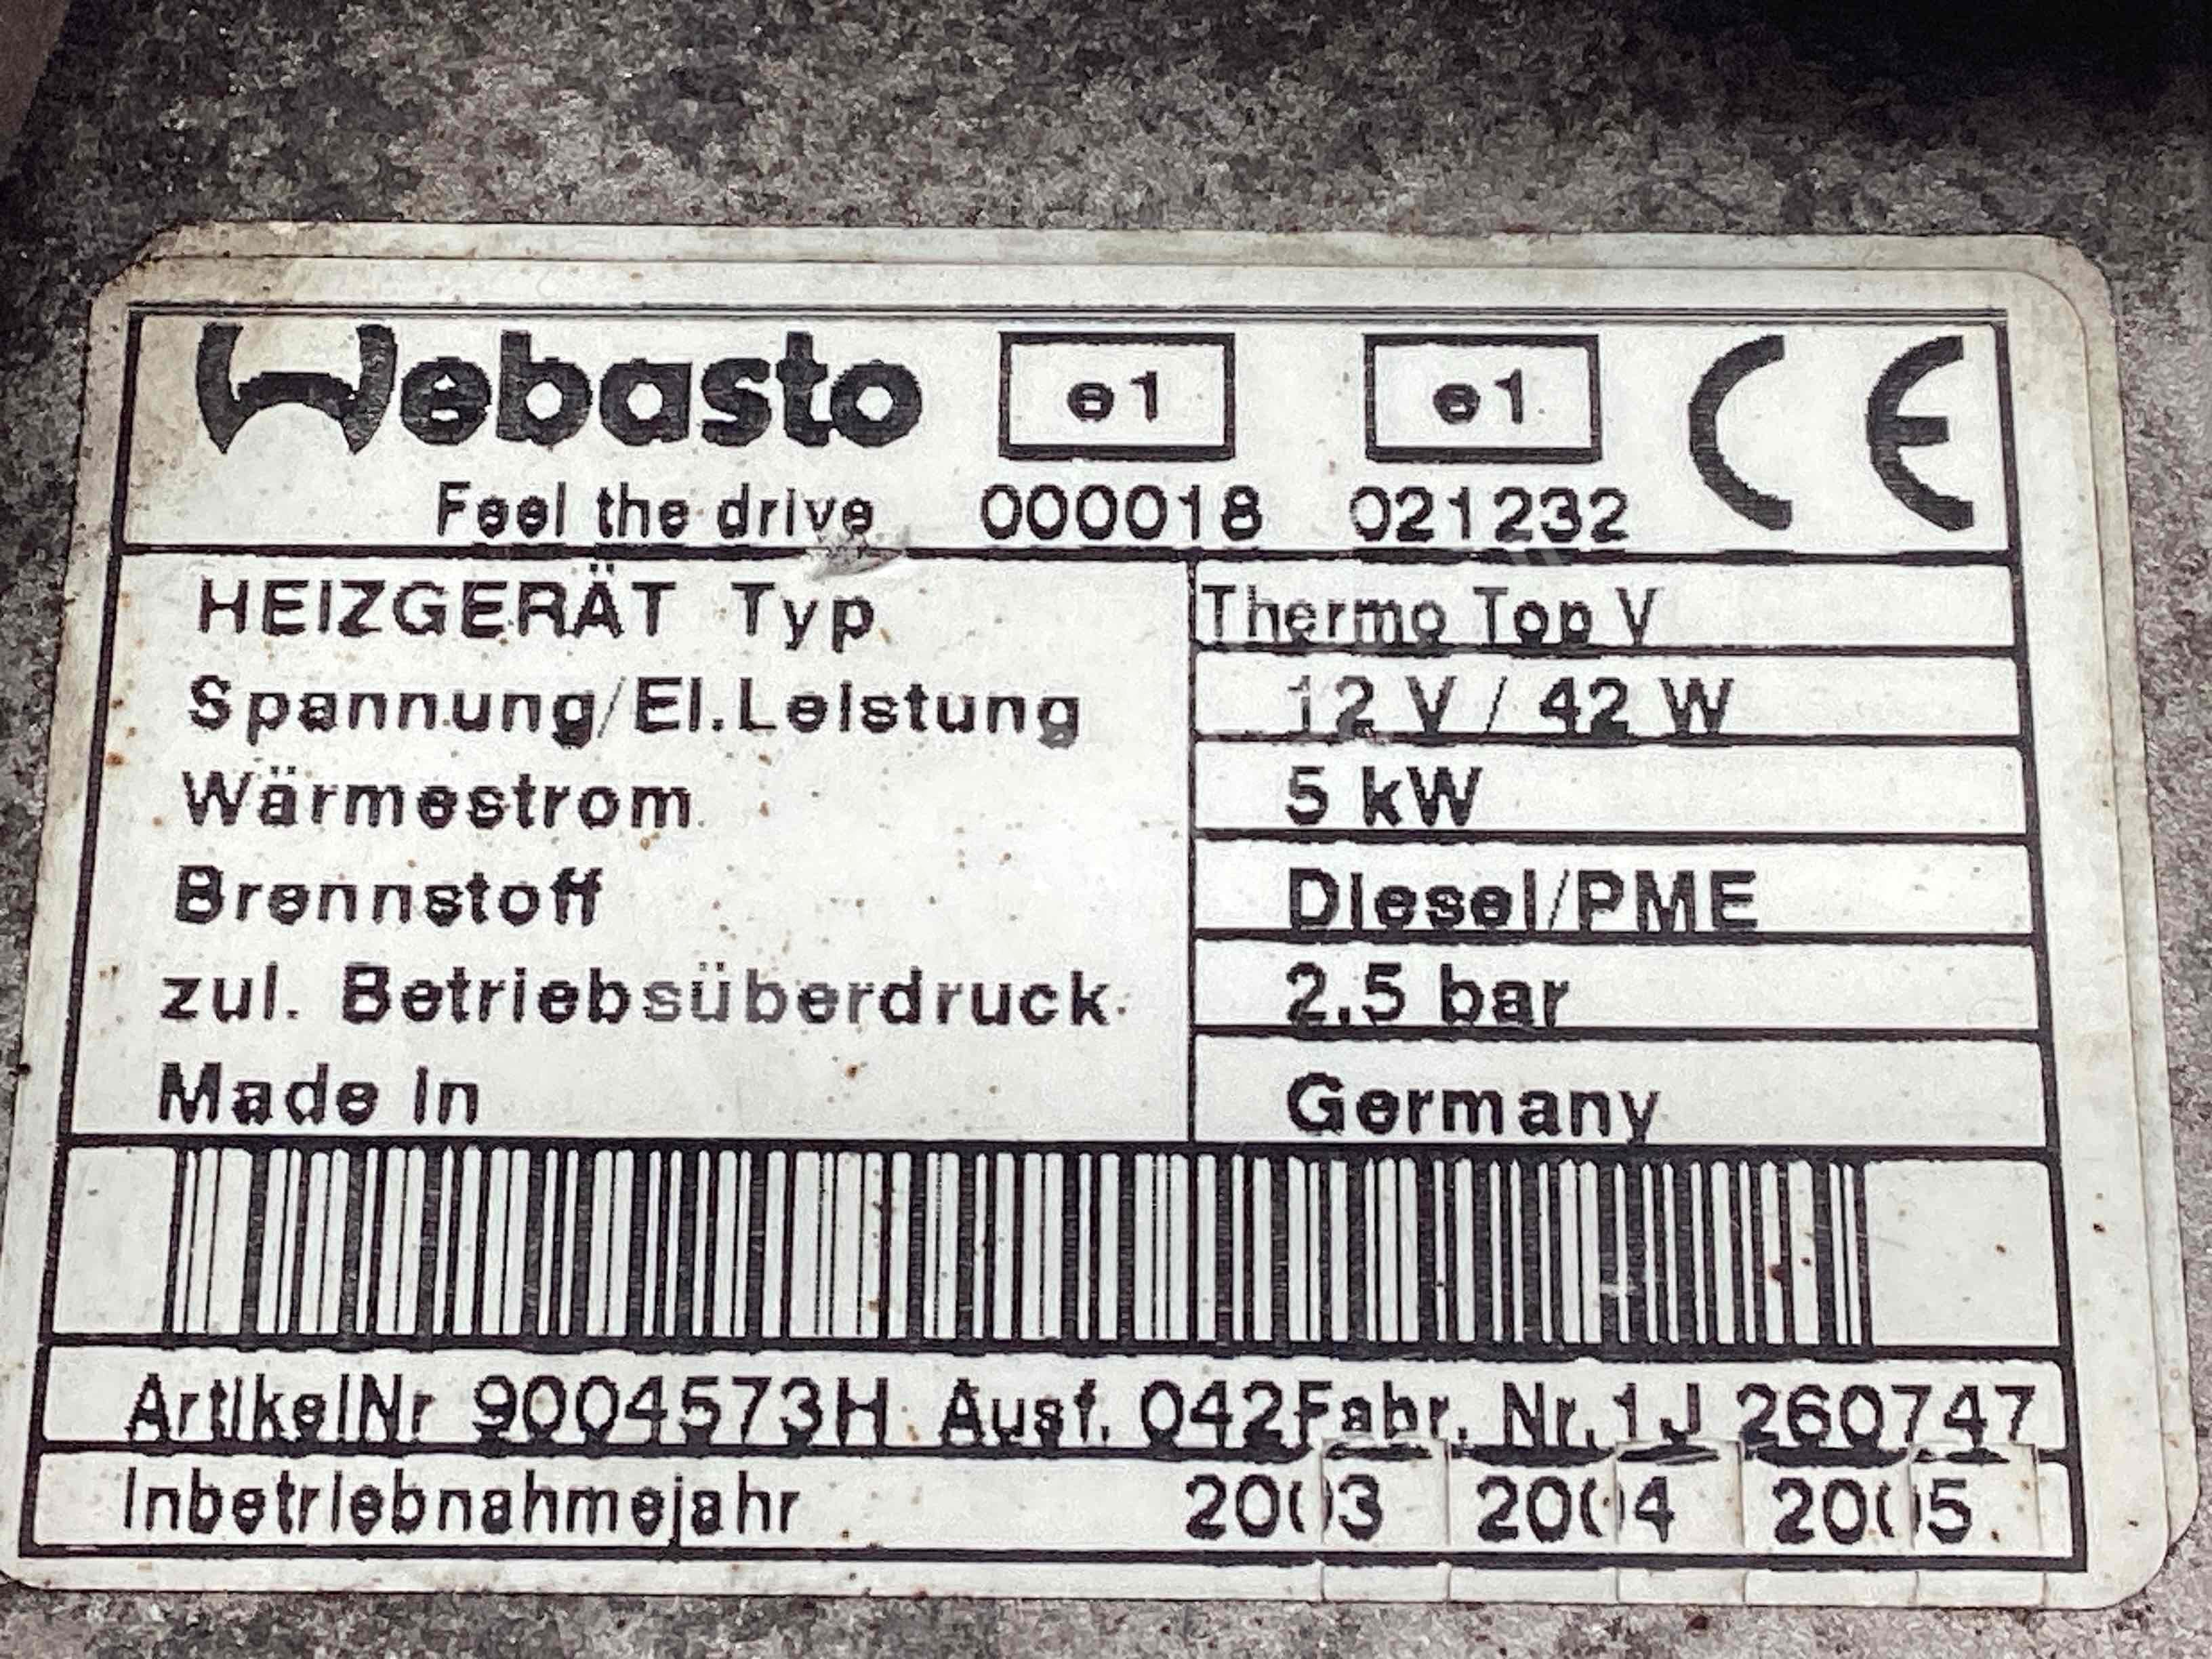 Webasto e1 e1 CE
Feel the drive 000018 021232
HEIZGERÄT Typ Thermo Top V
Spannung/El.Leistung 12 V / 42 W
Wärmestrom 5 kW
Brennstoff Diesel/PME
zul. Betriebsüberdruck 2.5 bar
Made in Germany
ArtikelNr 9004573H Ausf. 042Fabr. Nr.1J 260747
Inbetriebnahmejahr 2003 2004 2005